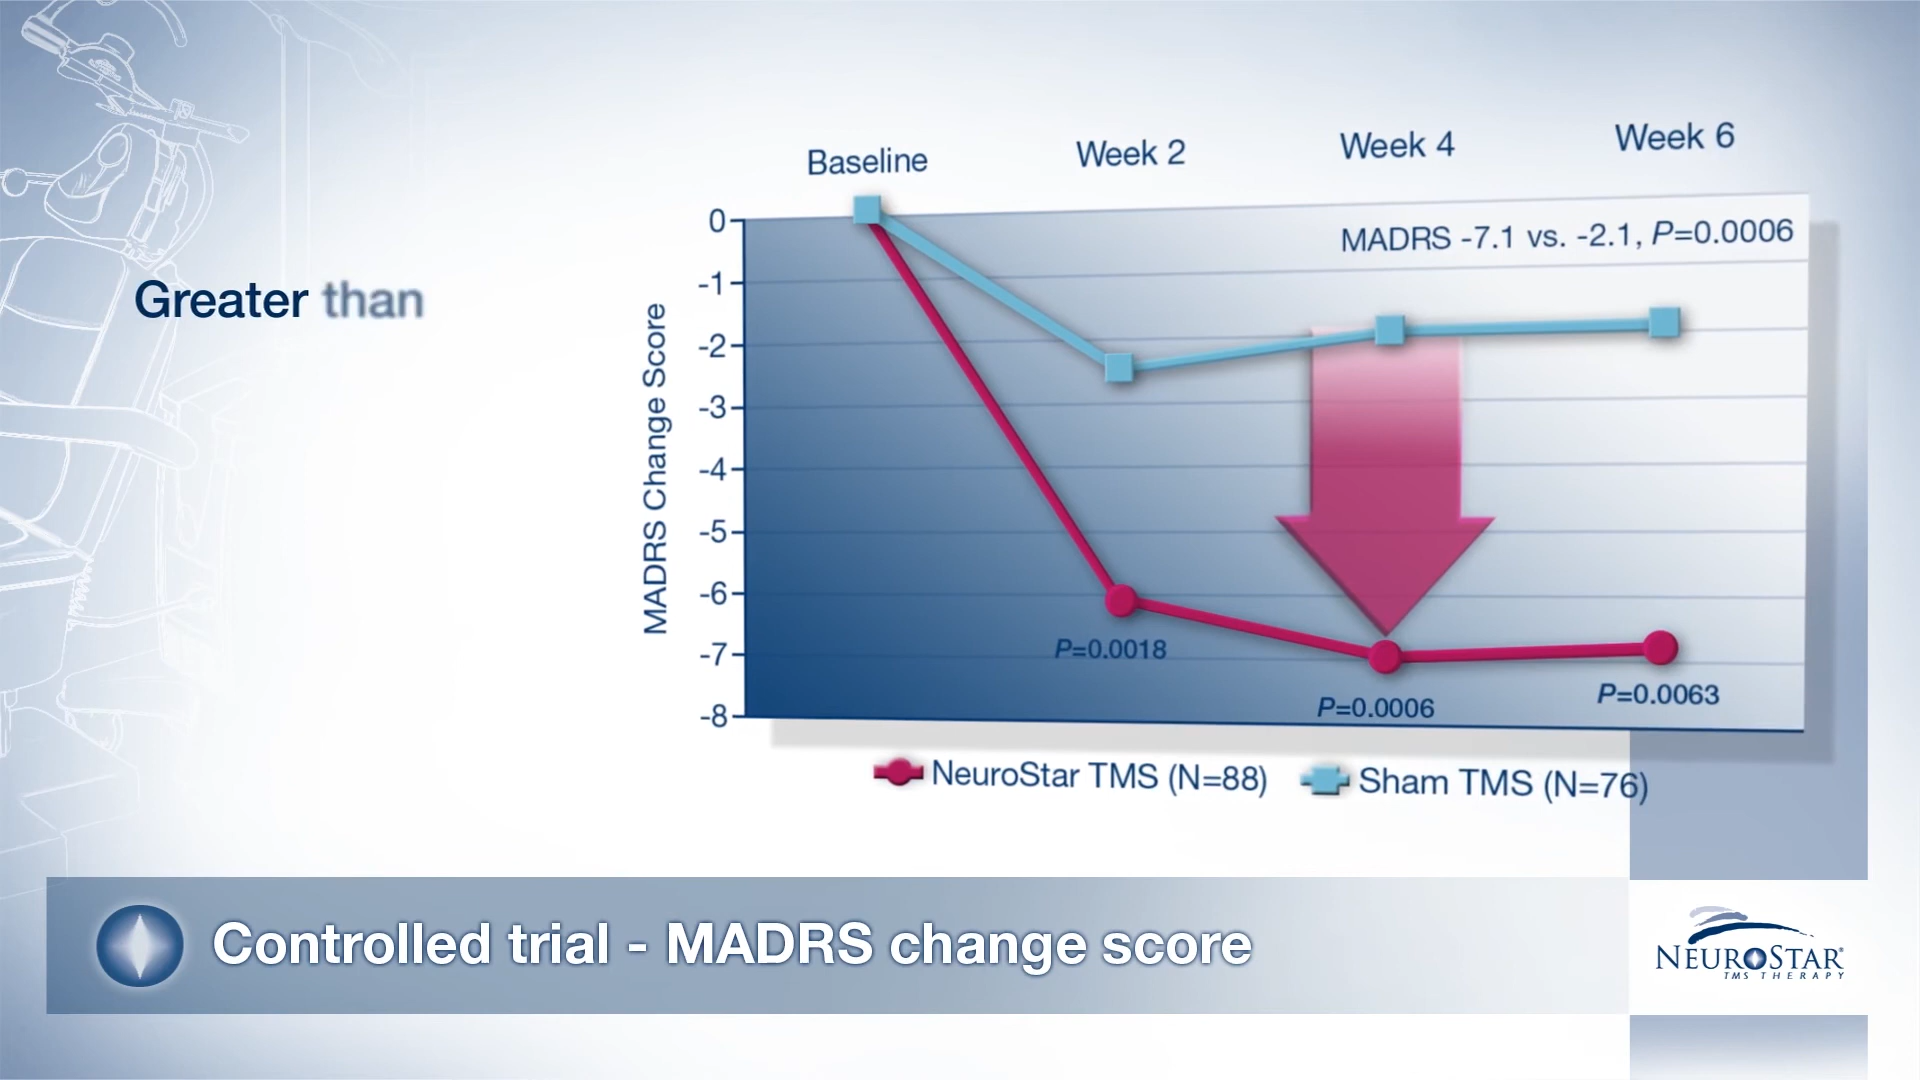 Greater than
Baseline
Week 2
Week 4
Week 6
MADRS -7.1 vs. -2.1, P=0.0006
MADRS Change Score
0
-1
-2
-3
-4
-5
-6
-7
-8
P=0.0018
P=0.0006
P=0.0063
NeuroStar TMS (N=88)
Sham TMS (N=76)
Controlled trial - MADRS change score
NEUROSTAR®
TMS THERAPY